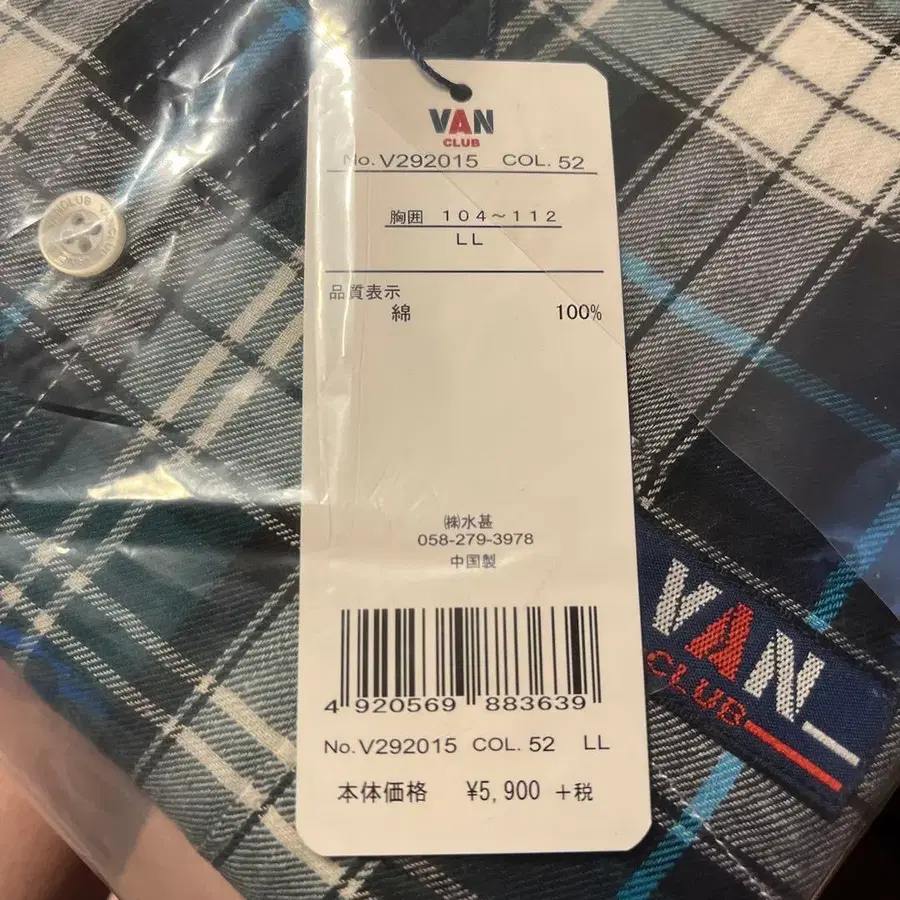 VAN
CLUB
No.V292015 COL.52
胸囲 104～112
LL
品質表示
綿 100%
㈱水甚
058-279-3978
中国製
4 920569 883639
No.V292015 COL.52 LL
本体価格 ¥5,900 +税
VAN
CLUB